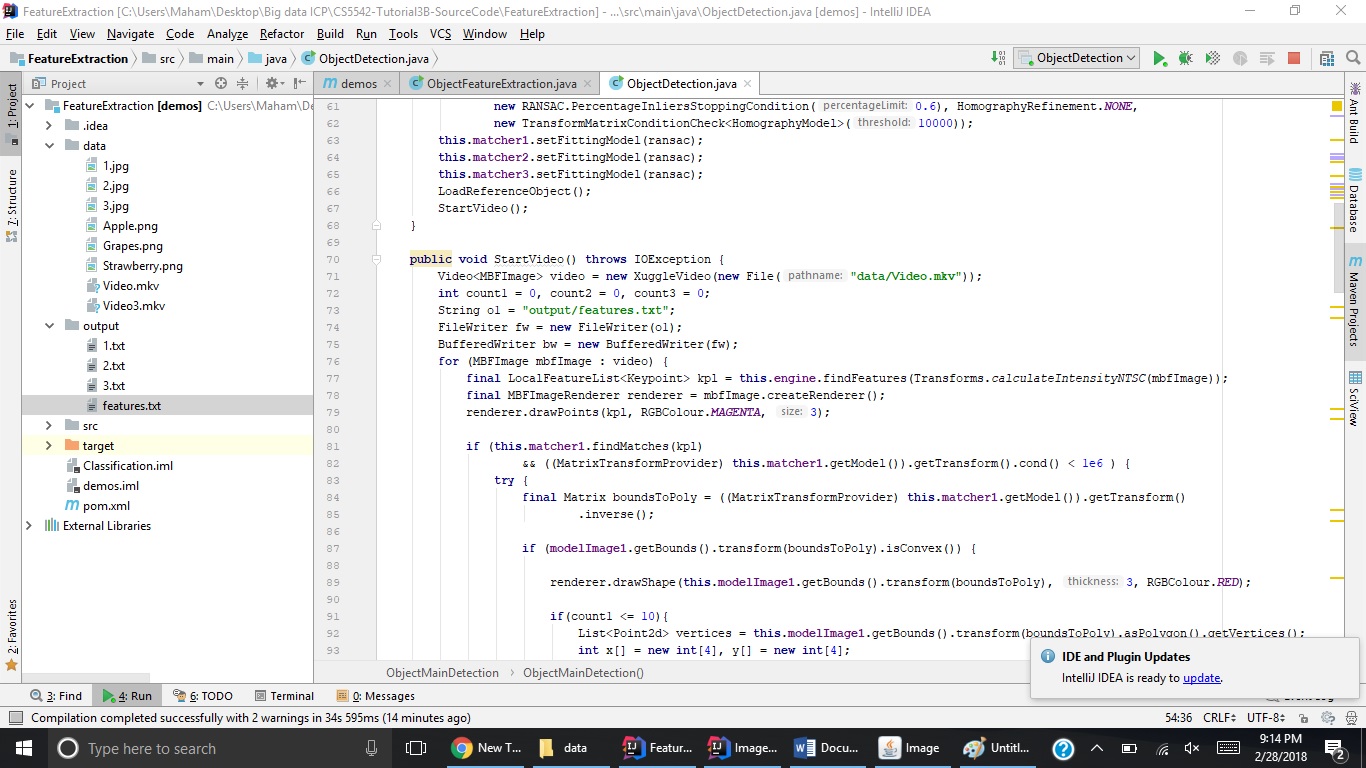 FeatureExtraction [C:\Users\Maham\Desktop\Big data ICP\CS5542-Tutorial3B-SourceCode\FeatureExtraction] - ...\src\main\java\ObjectDetection.java [demos] - IntelliJ IDEA
File Edit View Navigate Code Analyze Refactor Build Run Tools VCS Window Help
FeatureExtraction src main java ObjectDetection.java ObjectDetection
Project demos ObjectFeatureExtraction.java ObjectDetection.java
1: Project
7: Structure
2: Favorites
FeatureExtraction [demos] C:\Users\Maham\De
.idea
data
1.jpg
2.jpg
3.jpg
Apple.png
Grapes.png
Strawberry.png
Video.mkv
Video3.mkv
output
1.txt
2.txt
3.txt
features.txt
src
target
Classification.iml
demos.iml
pom.xml
External Libraries
61 new RANSAC.PercentageInliersStoppingCondition( percentageLimit: 0.6), HomographyRefinement.NONE,
62 new TransformMatrixConditionCheck<HomographyModel>( threshold: 10000));
63 this.matcher1.setFittingModel(ransac);
64 this.matcher2.setFittingModel(ransac);
65 this.matcher3.setFittingModel(ransac);
66 LoadReferenceObject();
67 StartVideo();
68 }
69
70 public void StartVideo() throws IOException {
71 Video<MBFImage> video = new XuggleVideo(new File( pathname: "data/Video.mkv"));
72 int count1 = 0, count2 = 0, count3 = 0;
73 String o1 = "output/features.txt";
74 FileWriter fw = new FileWriter(o1);
75 BufferedWriter bw = new BufferedWriter(fw);
76 for (MBFImage mbfImage : video) {
77 final LocalFeatureList<Keypoint> kpl = this.engine.findFeatures(Transforms.calculateIntensityNTSC(mbfImage));
78 final MBFImageRenderer renderer = mbfImage.createRenderer();
79 renderer.drawPoints(kpl, RGBColour.MAGENTA, size: 3);
80
81 if (this.matcher1.findMatches(kpl)
82 && ((MatrixTransformProvider) this.matcher1.getModel()).getTransform().cond() < 1e6 ) {
83 try {
84 final Matrix boundsToPoly = ((MatrixTransformProvider) this.matcher1.getModel()).getTransform()
85 .inverse();
86
87 if (modelImage1.getBounds().transform(boundsToPoly).isConvex()) {
88
89 renderer.drawShape(this.modelImage1.getBounds().transform(boundsToPoly), thickness: 3, RGBColour.RED);
90
91 if(count1 <= 10){
92 List<Point2d> vertices = this.modelImage1.getBounds().transform(boundsToPoly).asPolygon().getVertices();
93 int x[] = new int[4], y[] = new int[4];
ObjectMainDetection ObjectMainDetection()
Ant Build
Database
Maven Projects
SciView
IDE and Plugin Updates
IntelliJ IDEA is ready to update.
3: Find 4: Run 6: TODO Terminal 0: Messages
Compilation completed successfully with 2 warnings in 34s 595ms (14 minutes ago) 54:36 CRLF UTF-8
Type here to search New T... data Featur... Image... Docu... Image Untitl... 9:14 PM
2/28/2018 2